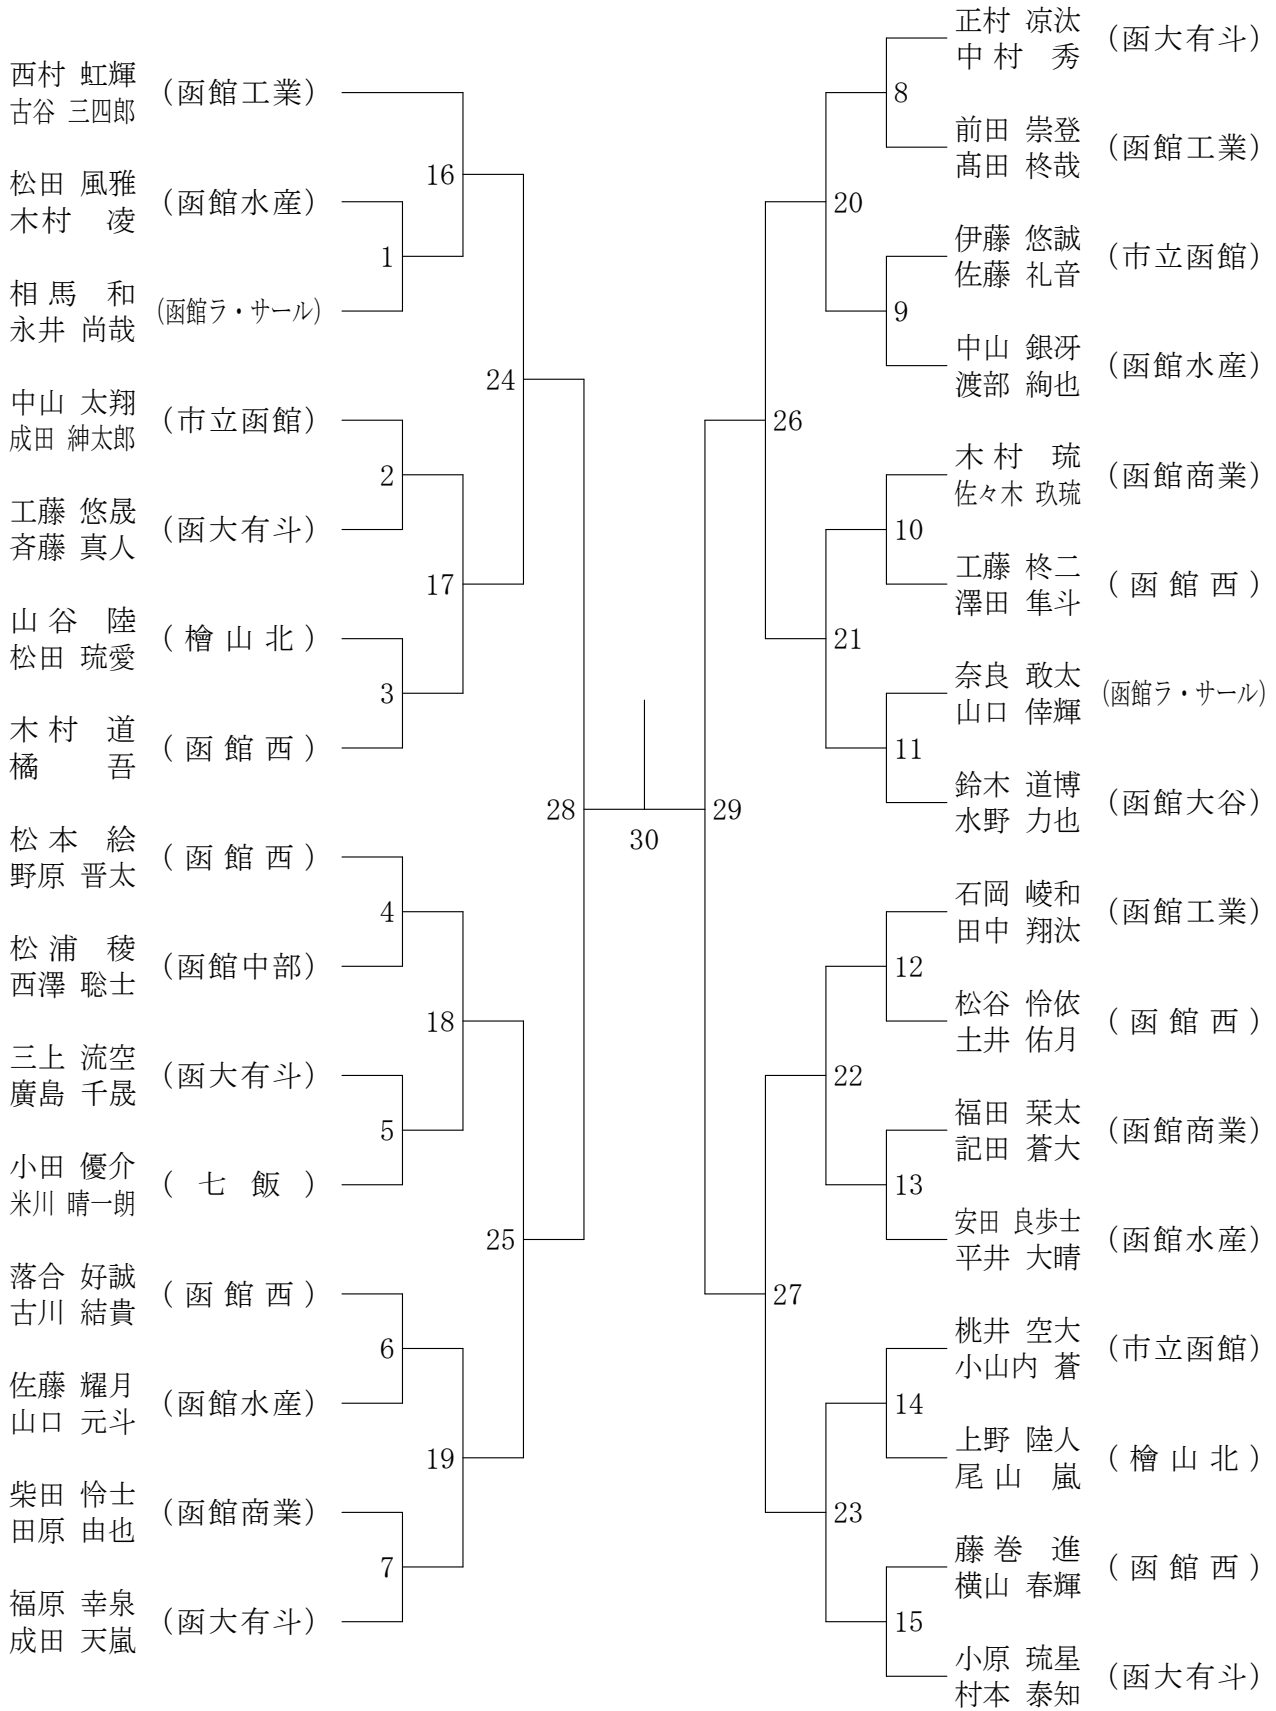 西村 虹輝
古谷 三四郎
(函館工業)
松田 風雅
木村 凌
(函館水産)
相馬 和
永井 尚哉
(函館ラ・サール)
中山 太翔
成田 紳太郎
(市立函館)
工藤 悠晟
斉藤 真人
(函大有斗)
山谷 陸
松田 琉愛
(檜山北)
木村 道
橘 吾
(函館西)
松本 絵
野原 晋太
(函館西)
松浦 稜
西澤 聡士
(函館中部)
三上 流空
廣島 千晟
(函大有斗)
小田 優介
米川 晴一朗
(七飯)
落合 好誠
古川 結貴
(函館西)
佐藤 耀月
山口 元斗
(函館水産)
柴田 怜士
田原 由也
(函館商業)
福原 幸泉
成田 天嵐
(函大有斗)
1
2
3
4
5
6
7
16
17
18
19
24
25
28
30
29
26
27
20
21
22
23
8
9
10
11
12
13
14
15
正村 凉汰
中村 秀
(函大有斗)
前田 崇登
髙田 柊哉
(函館工業)
伊藤 悠誠
佐藤 礼音
(市立函館)
中山 銀冴
渡部 絢也
(函館水産)
木村 琉
佐々木 玖琉
(函館商業)
工藤 柊二
澤田 隼斗
(函館西)
奈良 敢太
山口 倖輝
(函館ラ・サール)
鈴木 道博
水野 力也
(函館大谷)
石岡 崚和
田中 翔汰
(函館工業)
松谷 怜依
土井 佑月
(函館西)
福田 栞太
記田 蒼大
(函館商業)
安田 良歩士
平井 大晴
(函館水産)
桃井 空大
小山内 蒼
(市立函館)
上野 陸人
尾山 嵐
(檜山北)
藤巻 進
横山 春輝
(函館西)
小原 琉星
村本 泰知
(函大有斗)